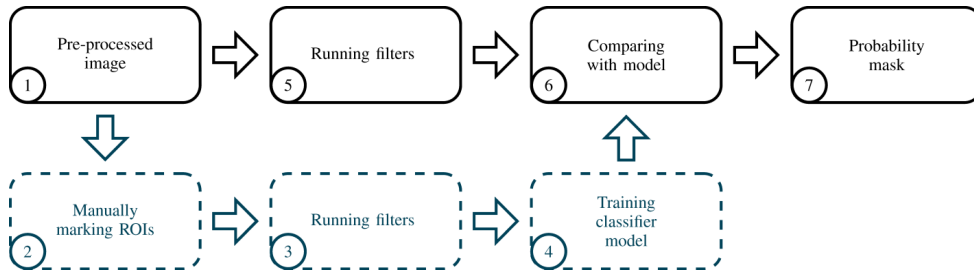 Pre-processed
image
1
Running filters
5
Comparing
with model
6
Probability
mask
7
Manually
marking ROIs
2
Running filters
3
Training
classifier
model
4